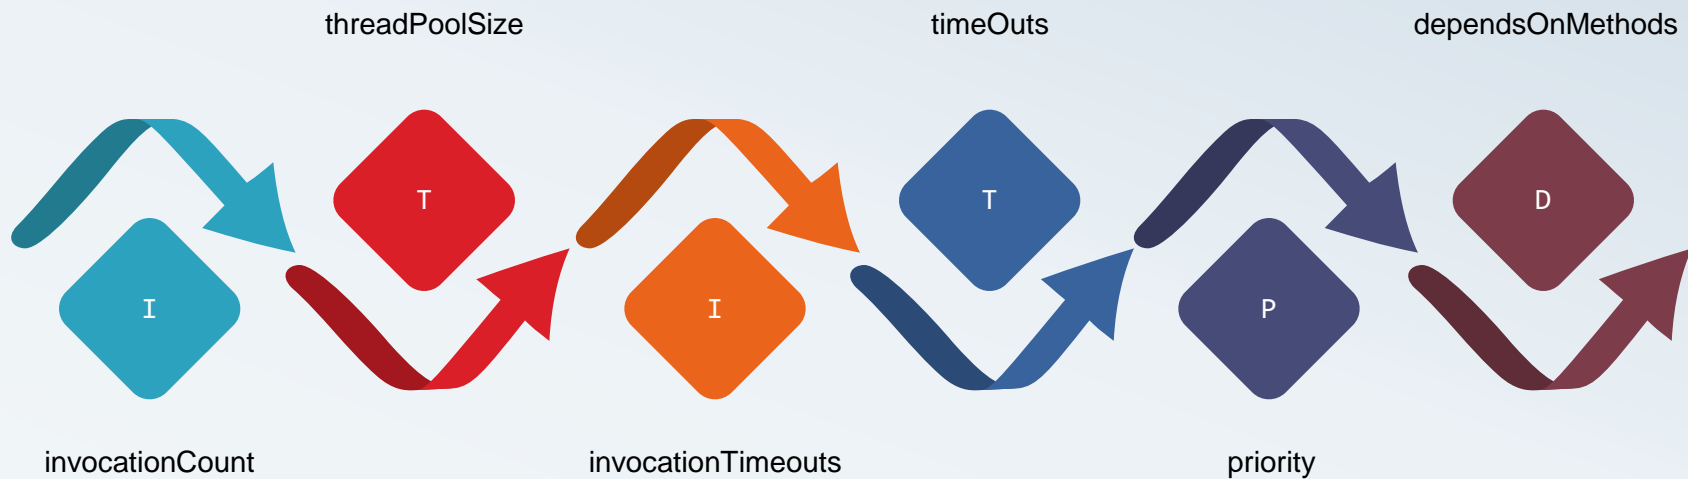 threadPoolSize
timeOuts
dependsOnMethods
T
T
D
I
I
P
invocationCount
invocationTimeouts
priority